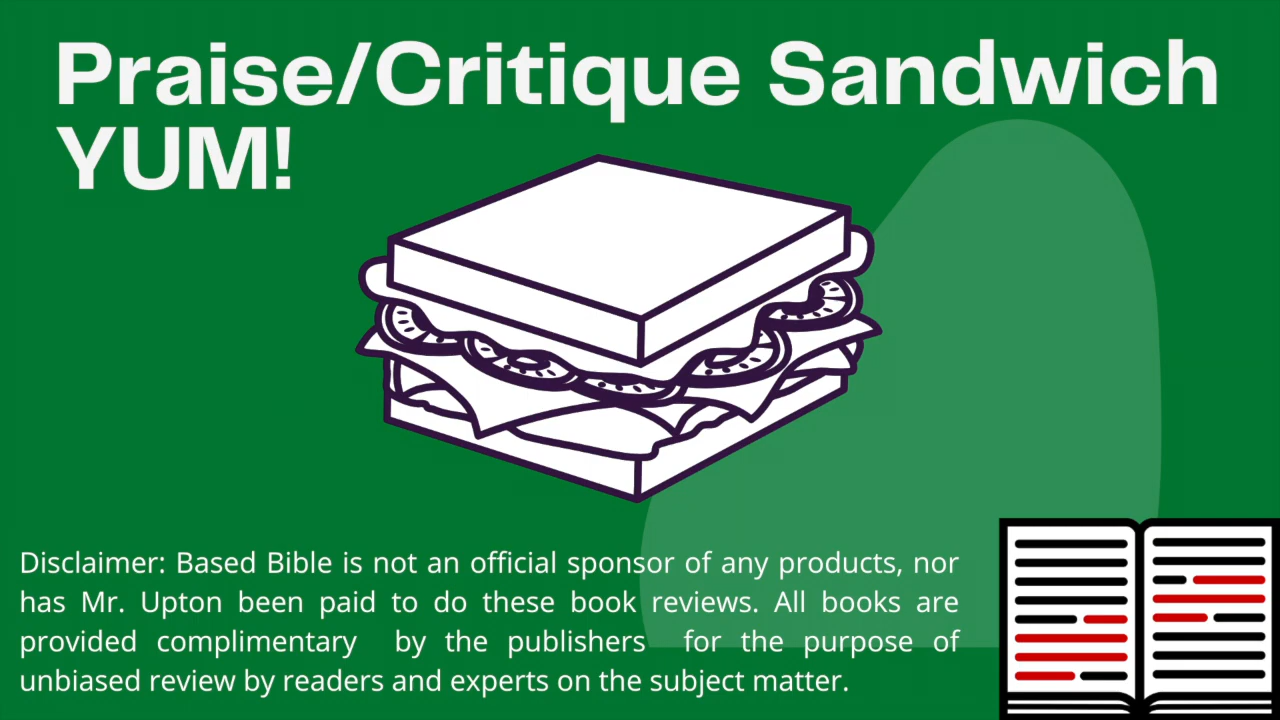 Praise/Critique Sandwich
YUM!
Disclaimer: Based Bible is not an official sponsor of any products, nor
has Mr. Upton been paid to do these book reviews. All books are
provided complimentary by the publishers for the purpose of
unbiased review by readers and experts on the subject matter.